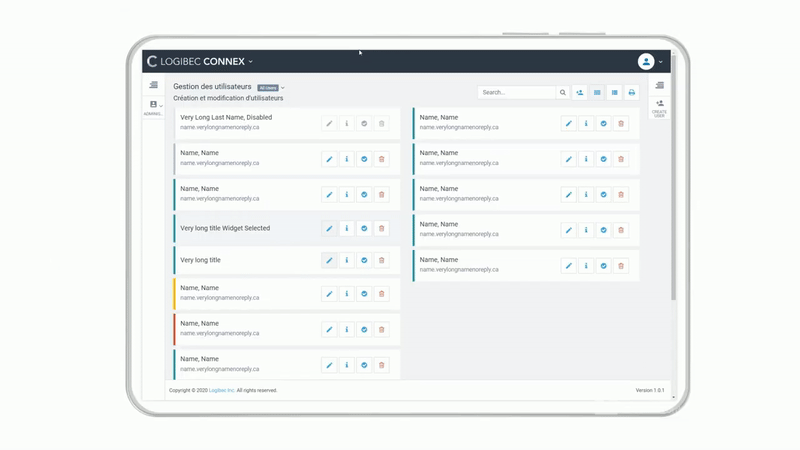 LOGIBEC CONNEX
Gestion des utilisateurs
All Users
Création et modification d'utilisateurs
Search...
ADMINIS...
CREATE
USER
Very Long Last Name, Disabled
name.verylongnamenoreply.ca
Name, Name
name.verylongnamenoreply.ca
Name, Name
name.verylongnamenoreply.ca
Very long title Widget Selected
Very long title
Name, Name
name.verylongnamenoreply.ca
Name, Name
name.verylongnamenoreply.ca
Name, Name
name.verylongnamenoreply.ca
Name, Name
name.verylongnamenoreply.ca
Name, Name
name.verylongnamenoreply.ca
Name, Name
name.verylongnamenoreply.ca
Name, Name
name.verylongnamenoreply.ca
Name, Name
name.verylongnamenoreply.ca
Copyright © 2020 Logibec Inc. All rights reserved.
Version 1.0.1